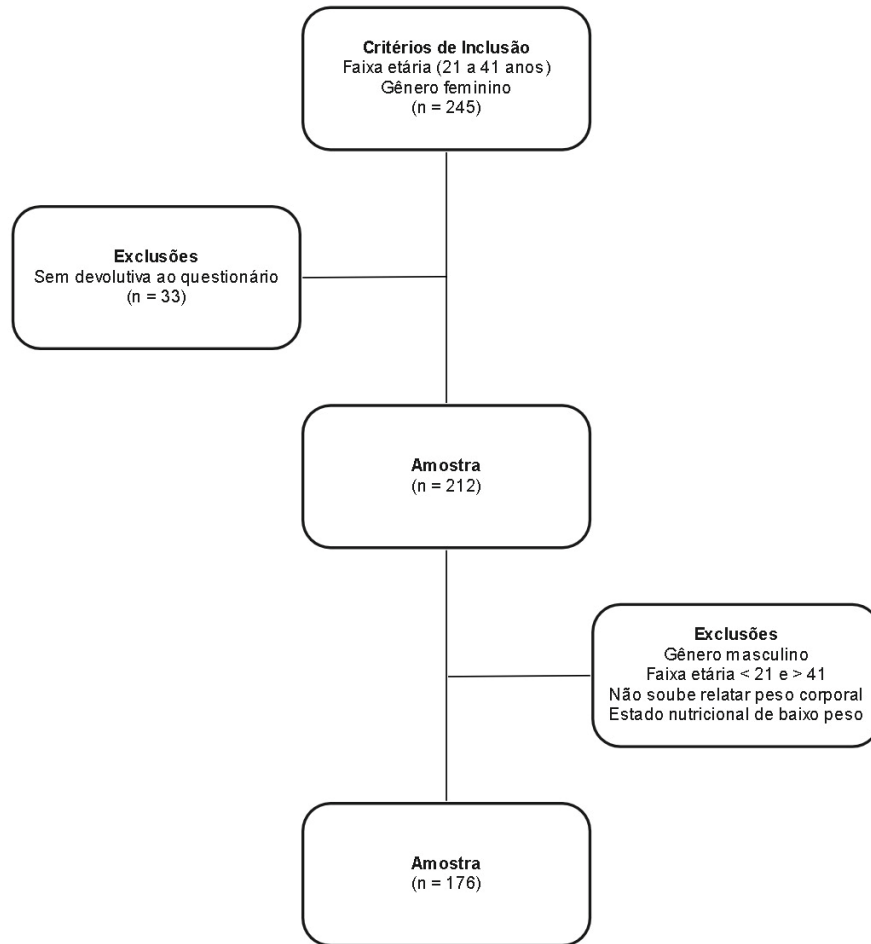 Critérios de Inclusão
Faixa etária (21 a 41 anos)
Gênero feminino
(n = 245)
Exclusões
Sem devolutiva ao questionário
(n = 33)
Amostra
(n = 212)
Exclusões
Gênero masculino
Faixa etária < 21 e > 41
Não soube relatar peso corporal
Estado nutricional de baixo peso
Amostra
(n = 176)